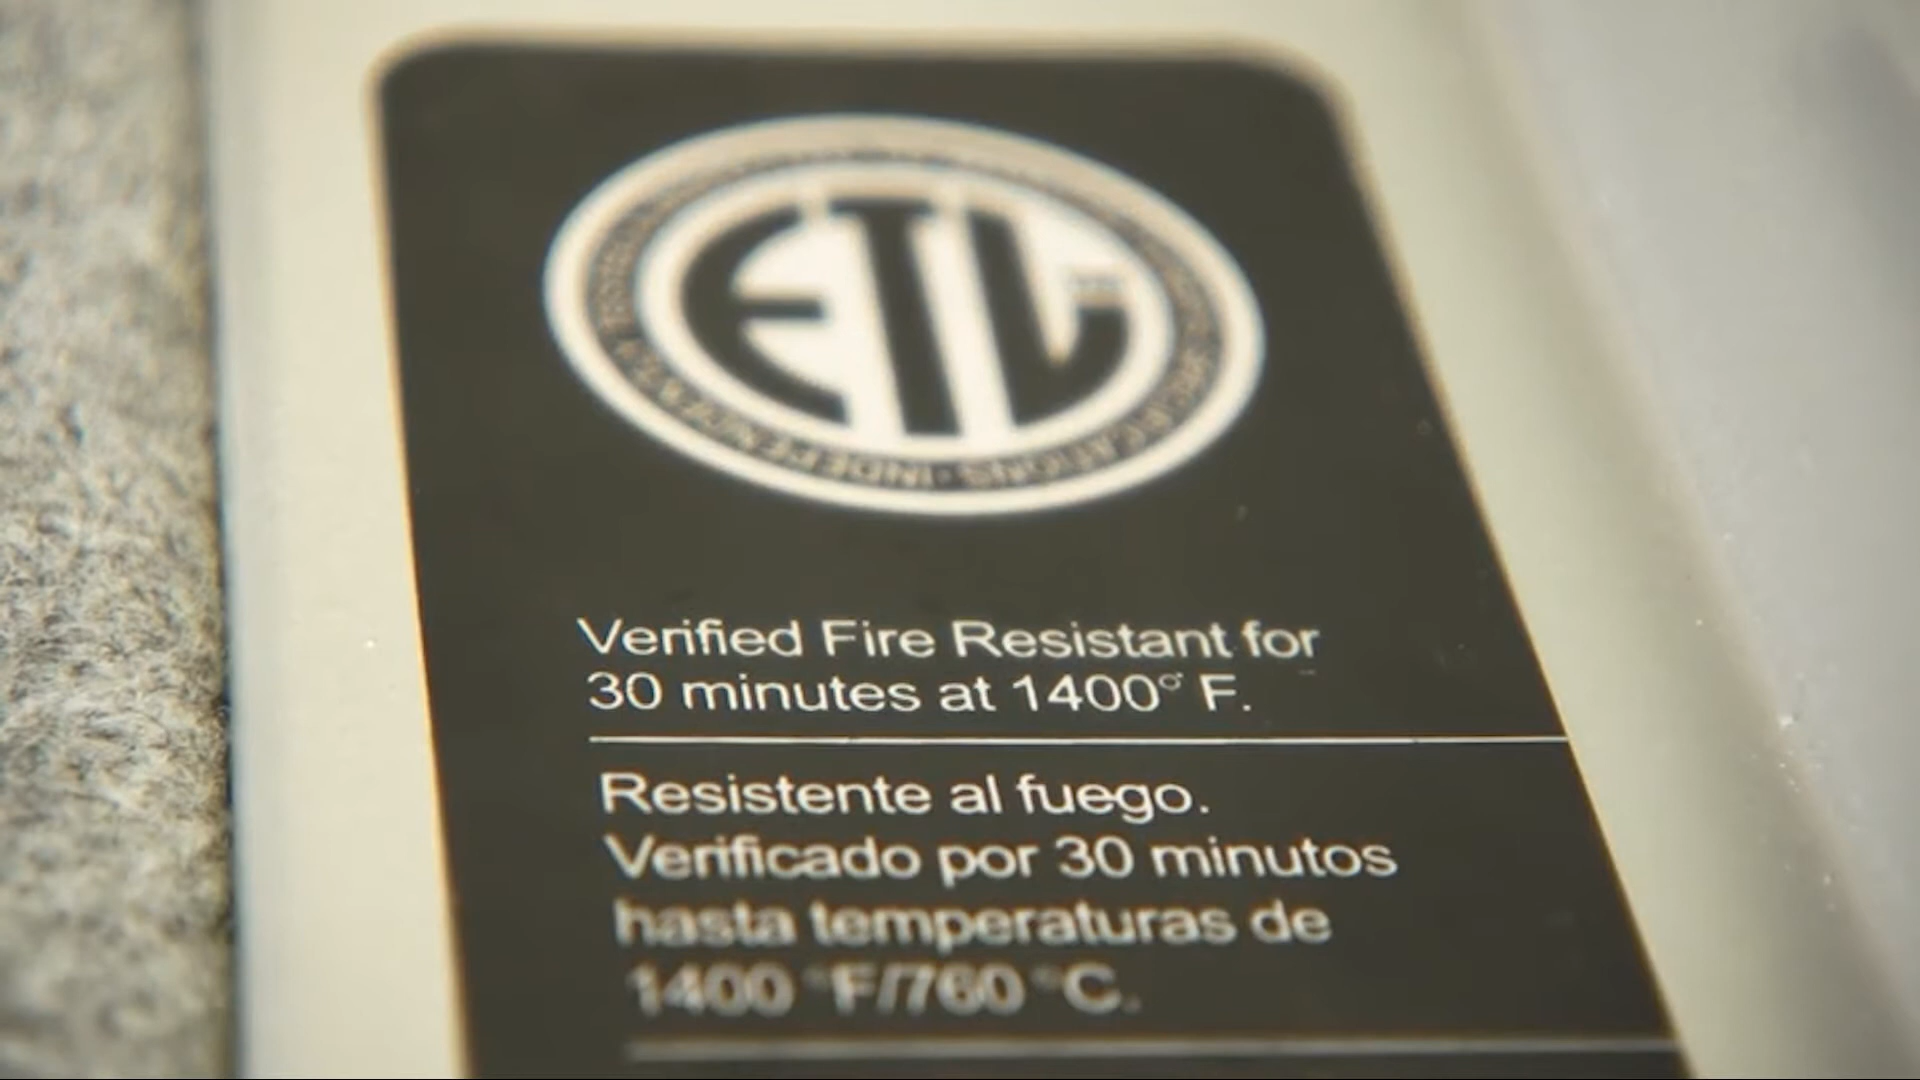 ETL
Verified Fire Resistant for
30 minutes at 1400° F.
Resistente al fuego.
Verificado por 30 minutos
hasta temperaturas de
1400 °F/760 °C.